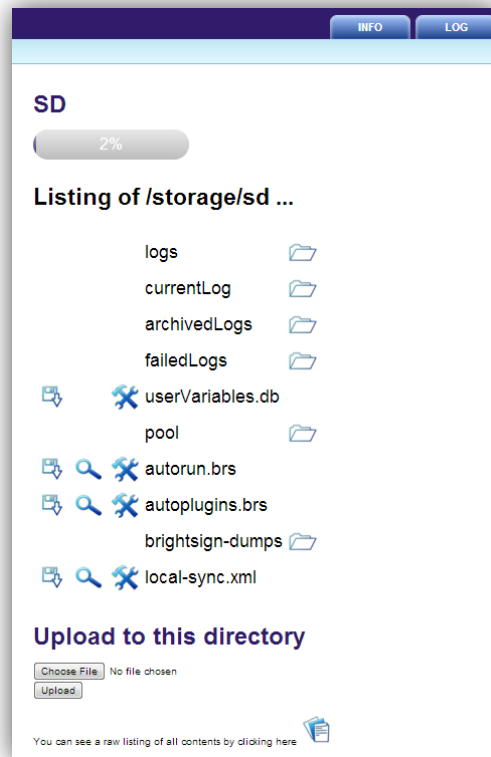 INFO LOG
SD
2%
Listing of /storage/sd ...
logs
currentLog
archivedLogs
failedLogs
userVariables.db
pool
autorun.brs
autoplugins.brs
brightsign-dumps
local-sync.xml
Upload to this directory
Choose File No file chosen
Upload
You can see a raw listing of all contents by clicking here